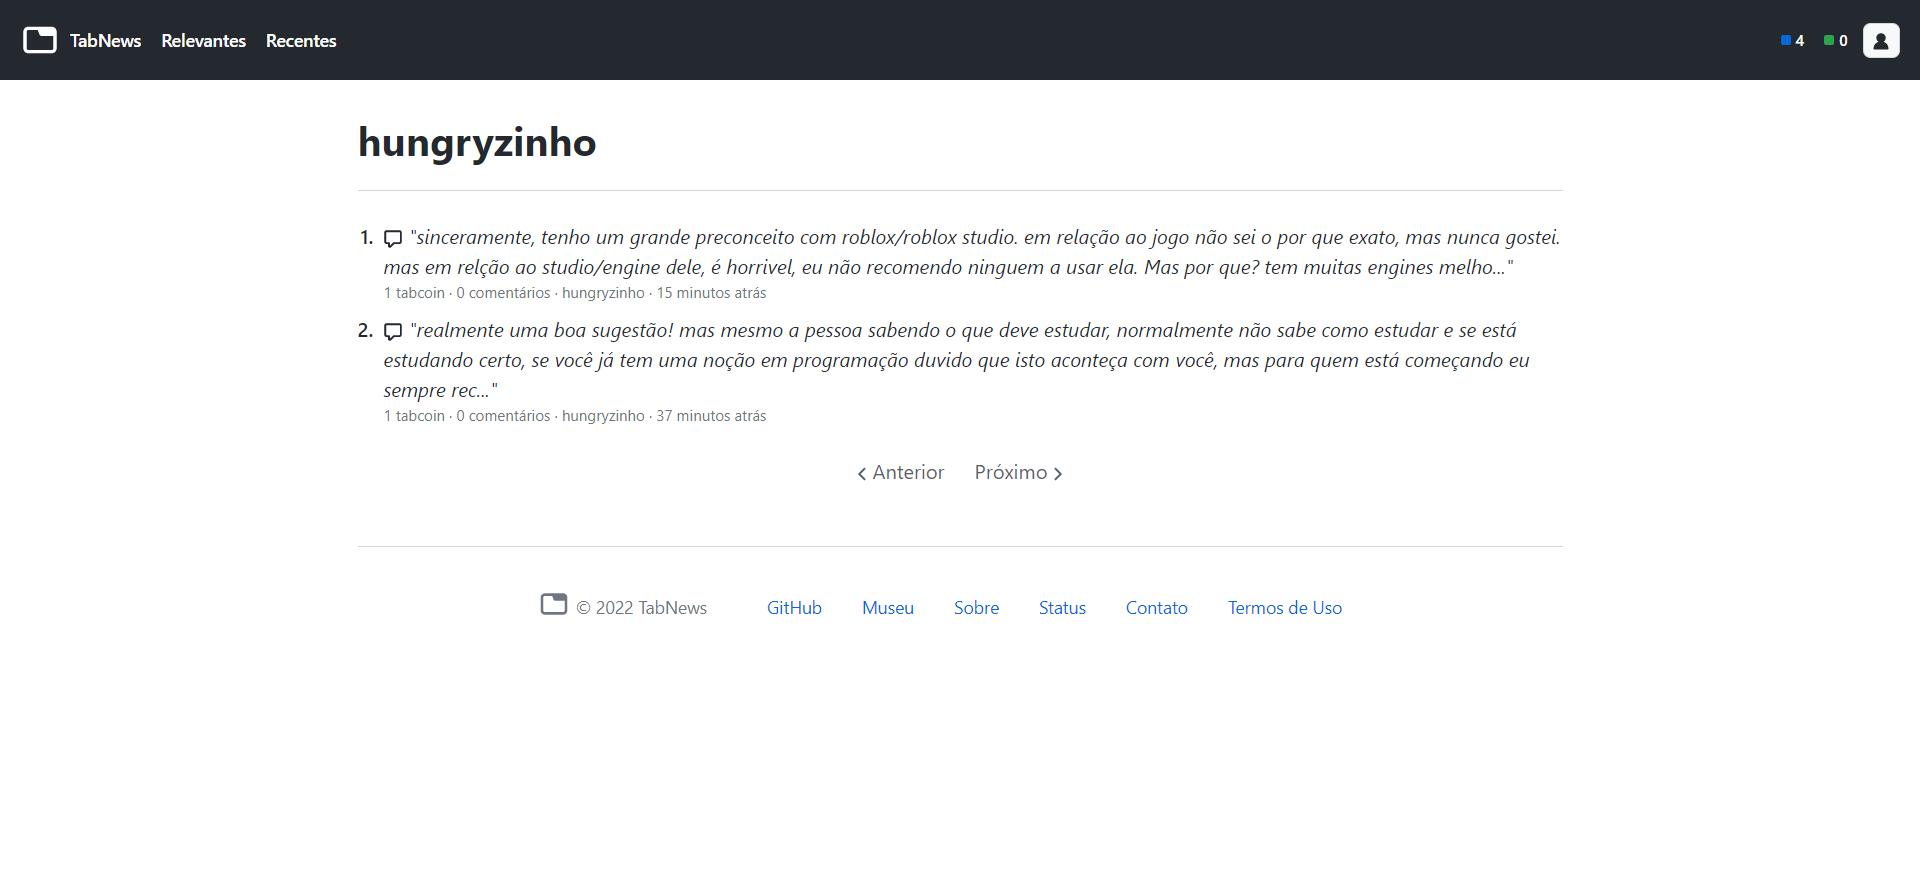 TabNews Relevantes Recentes 4 0
hungryzinho
1. "sinceramente, tenho um grande preconceito com roblox/roblox studio. em relação ao jogo não sei o por que exato, mas nunca gostei.
mas em relção ao studio/engine dele, é horrivel, eu não recomendo ninguem a usar ela. Mas por que? tem muitas engines melho..."
1 tabcoin · 0 comentários · hungryzinho · 15 minutos atrás
2. "realmente uma boa sugestão! mas mesmo a pessoa sabendo o que deve estudar, normalmente não sabe como estudar e se está
estudando certo, se você já tem uma noção em programação duvido que isto aconteça com você, mas para quem está começando eu
sempre rec..."
1 tabcoin · 0 comentários · hungryzinho · 37 minutos atrás
Anterior Próximo
© 2022 TabNews GitHub Museu Sobre Status Contato Termos de Uso